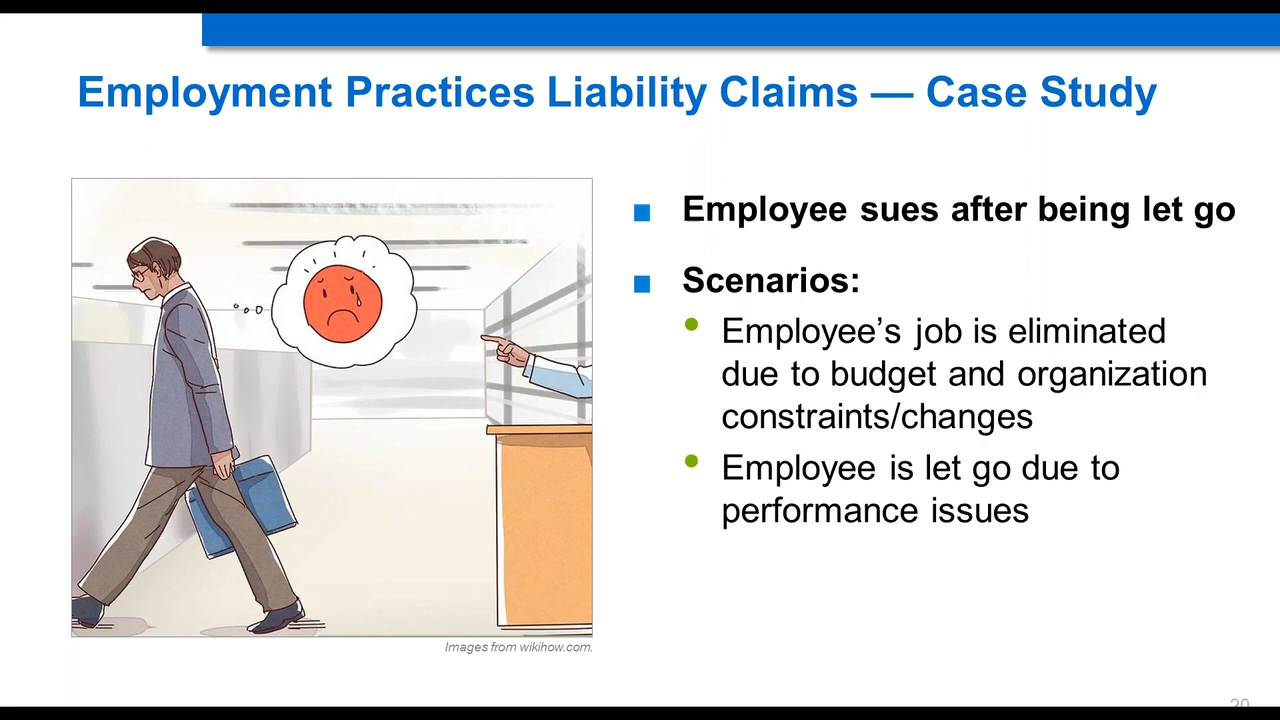 Employment Practices Liability Claims — Case Study
Employee sues after being let go
Scenarios:
Employee’s job is eliminated
due to budget and organization
constraints/changes
Employee is let go due to
performance issues
Images from wikihow.com.
20